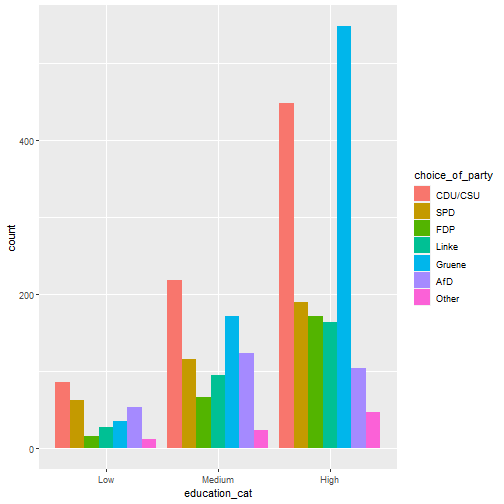 count
400
200
0
Low
Medium
High
education_cat
choice_of_party
CDU/CSU
SPD
FDP
Linke
Gruene
AfD
Other